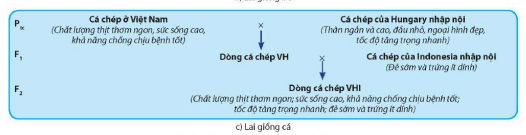 P_tc
Cá chép ở Việt Nam × Cá chép của Hungary nhập nội
(Chất lượng thịt thơm ngon, sức sống cao, (Thân ngắn và cao, đầu nhỏ, ngoại hình đẹp,
khả năng chống chịu bệnh tốt) tốc độ tăng trọng nhanh)
F₁ Dòng cá chép VH × Cá chép của Indonesia nhập nội
(Đẻ sớm và trứng ít dính)
F₂ Dòng cá chép VHI
(Chất lượng thịt thơm ngon; sức sống cao, khả năng chống chịu bệnh tốt;
tốc độ tăng trọng nhanh; đẻ sớm và trứng ít dính)
c) Lai giống cá